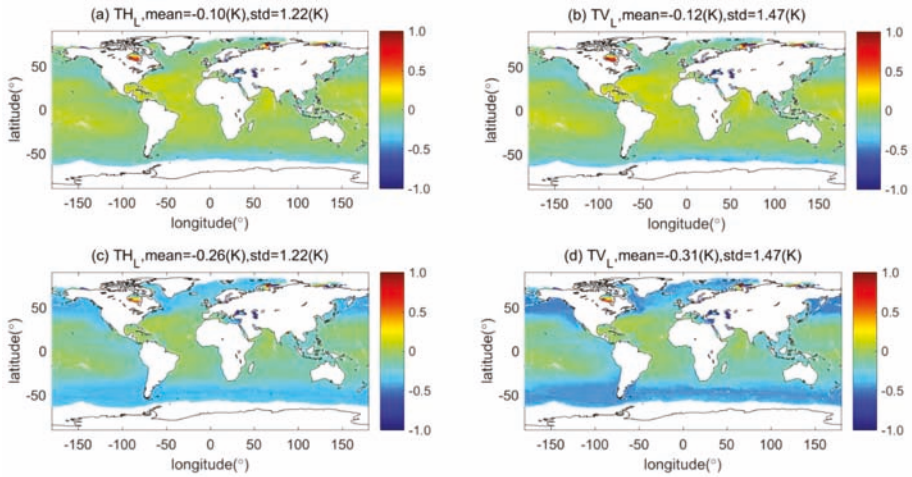 (a) TH_L,mean=-0.10(K),std=1.22(K)
(b) TV_L,mean=-0.12(K),std=1.47(K)
latitude(°)
50
0
-50
-150 -100 -50 0 50 100 150
longitude(°)
1.0
0.5
0
-0.5
-1.0
latitude(°)
50
0
-50
-150 -100 -50 0 50 100 150
longitude(°)
1.0
0.5
0
-0.5
-1.0
(c) TH_L,mean=-0.26(K),std=1.22(K)
(d) TV_L,mean=-0.31(K),std=1.47(K)
latitude(°)
50
0
-50
-150 -100 -50 0 50 100 150
longitude(°)
1.0
0.5
0
-0.5
-1.0
latitude(°)
50
0
-50
-150 -100 -50 0 50 100 150
longitude(°)
1.0
0.5
0
-0.5
-1.0